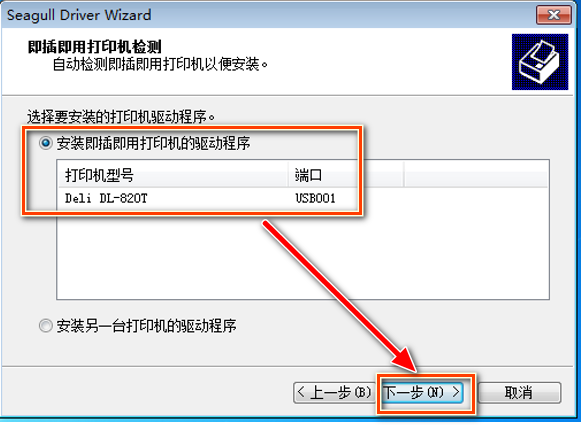 Seagull Driver Wizard
即插即用打印机检测
自动检测即插即用打印机以便安装。
选择要安装的打印机驱动程序。
安装即插即用打印机的驱动程序
打印机型号 端口
Deli DL-820T USB001
安装另一台打印机的驱动程序
< 上一步(B) 下一步(N) > 取消